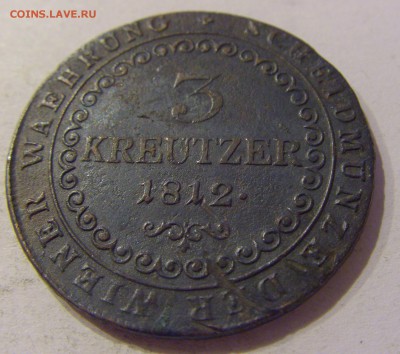 COINS.LAVE.RU
SCHEIDMÜNZE DER WIENER WAEHRUNG
3
KREUTZER
1812.